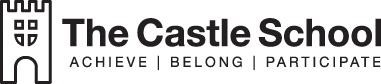 The Castle School
ACHIEVE | BELONG | PARTICIPATE